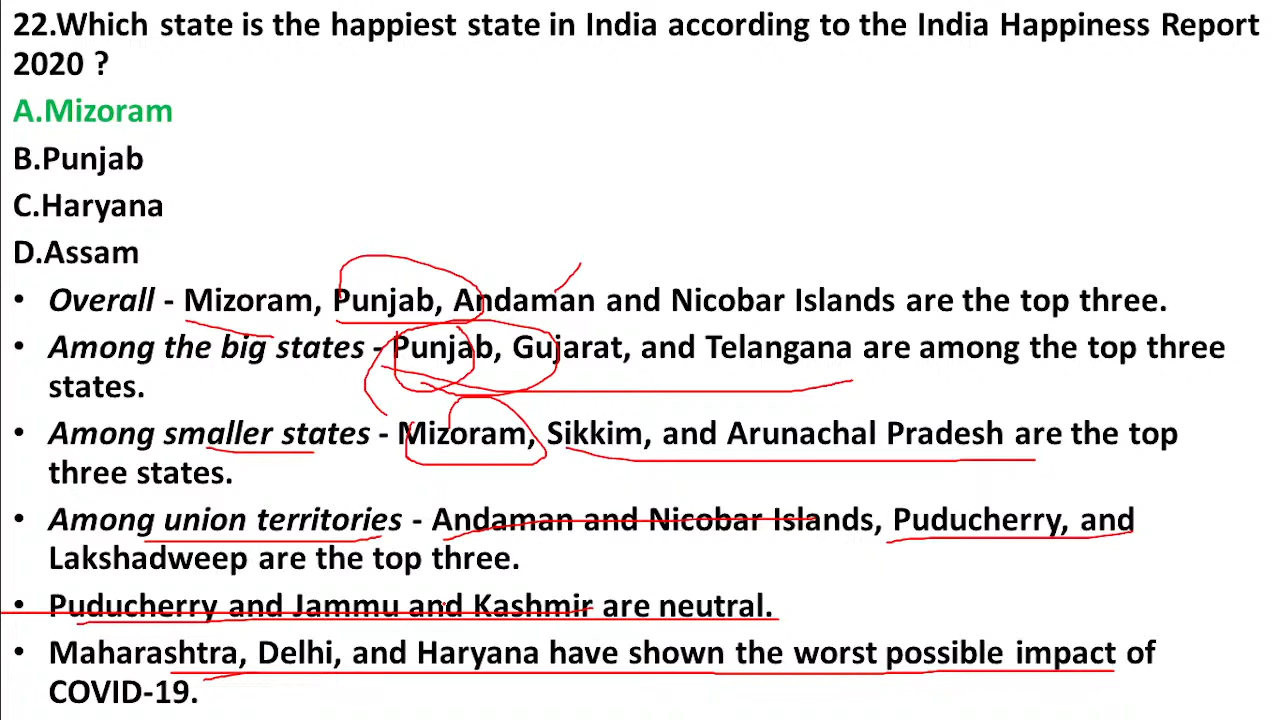 22.Which state is the happiest state in India according to the India Happiness Report
2020 ?
A.Mizoram
B.Punjab
C.Haryana
D.Assam
• Overall - Mizoram, Punjab, Andaman and Nicobar Islands are the top three.
• Among the big states - Punjab, Gujarat, and Telangana are among the top three
states.
• Among smaller states - Mizoram, Sikkim, and Arunachal Pradesh are the top
three states.
• Among union territories - Andaman and Nicobar Islands, Puducherry, and
Lakshadweep are the top three.
• Puducherry and Jammu and Kashmir are neutral.
• Maharashtra, Delhi, and Haryana have shown the worst possible impact of
COVID-19.